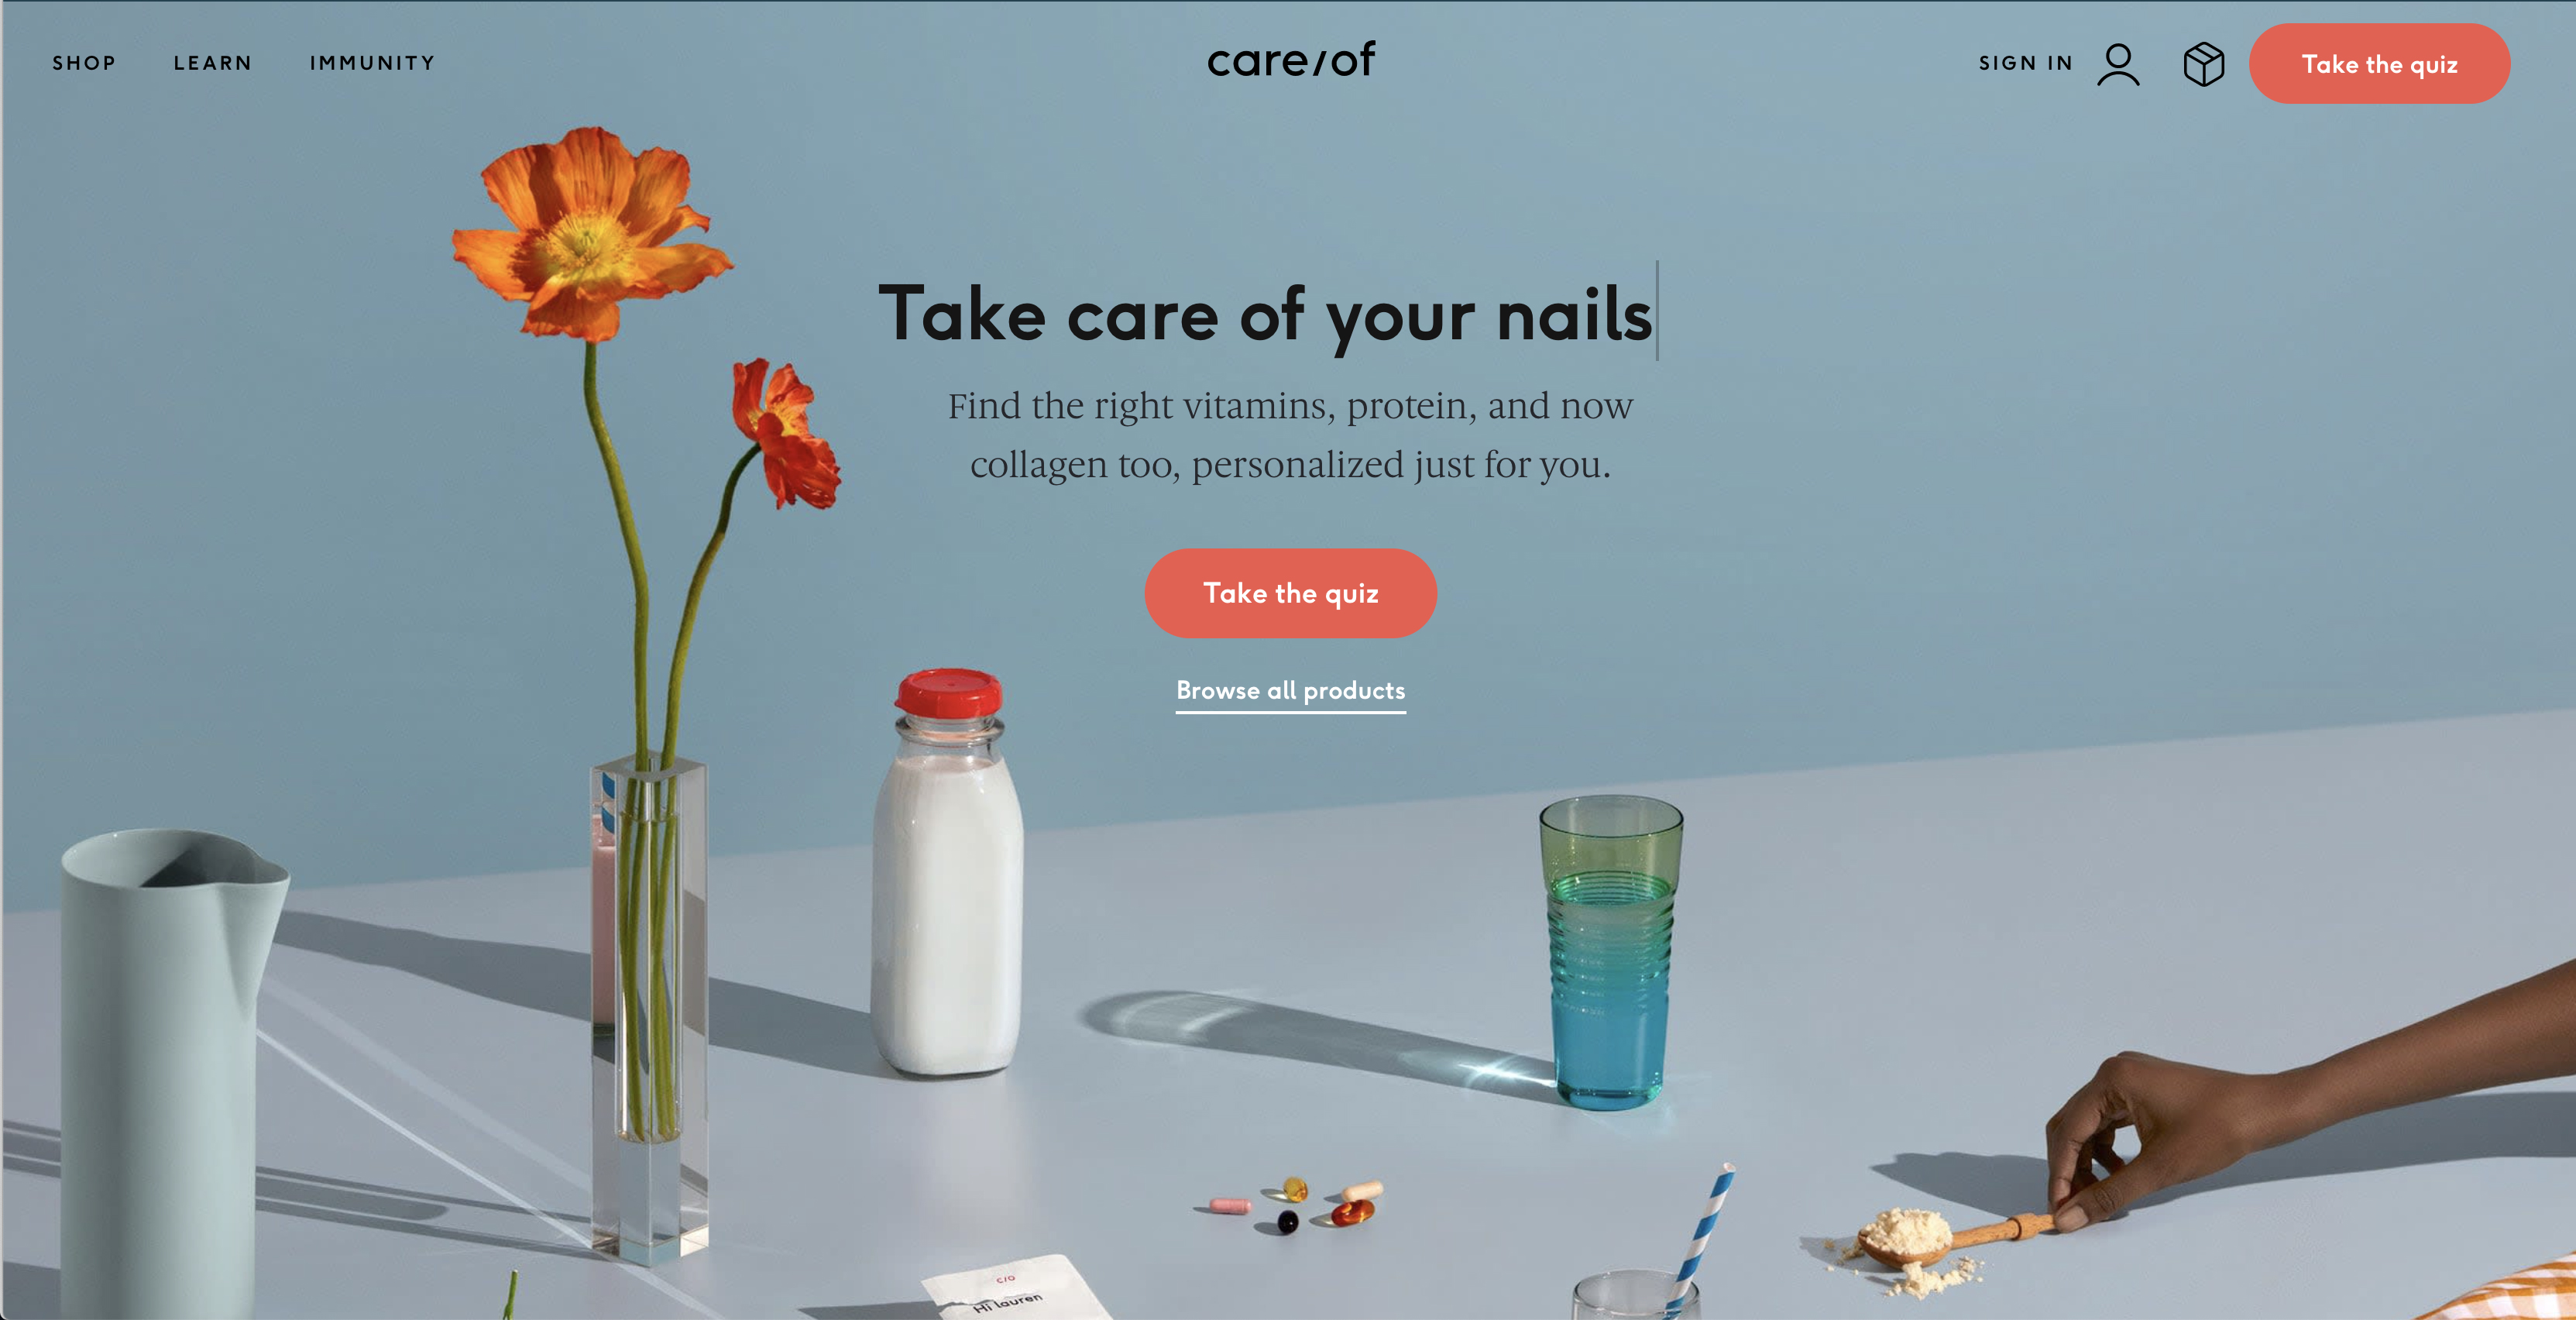 SHOP LEARN IMMUNITY care/of SIGN IN Take the quiz
Take care of your nails
Find the right vitamins, protein, and now
collagen too, personalized just for you.
Take the quiz
Browse all products
c/o
Hi lauren